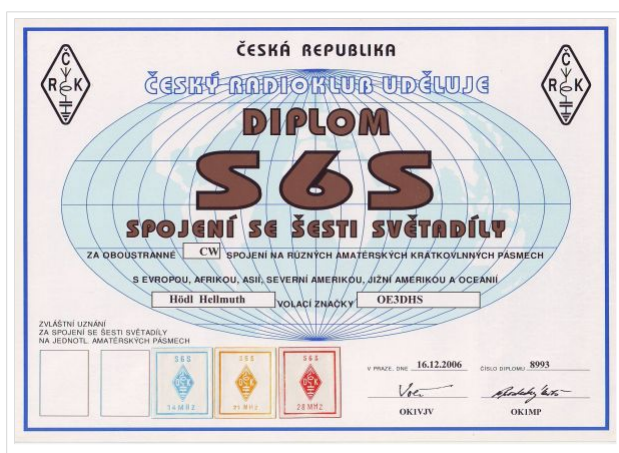 ČESKÁ REPUBLIKA
Č
R K
Č
R K
ČESKÝ RADIOKLUB UDĚLUJE
DIPLOM
S6S
SPOJENÍ SE ŠESTI SVĚTADÍLY
ZA OBOUSTRANNÉ CW SPOJENÍ NA RŮZNÝCH AMATÉRSKÝCH KRÁTKOVLNNÝCH PÁSMECH
S EVROPOU, AFRIKOU, ASIÍ, SEVERNÍ AMERIKOU, JIŽNÍ AMERIKOU A OCEÁNIÍ
Hödl Hellmuth VOLACÍ ZNAČKY OE3DHS
ZVLÁŠTNÍ UZNÁNÍ
ZA SPOJENÍ SE ŠESTI SVĚTADÍLY
NA JEDNOTL. AMATÉRSKÝCH PÁSMECH
S6S
14 MHZ
S6S
21 MHZ
S6S
28 MHZ
V PRAZE, DNE 16.12.2006 ČÍSLO DIPLOMU 8993
OK1VJV OK1MP